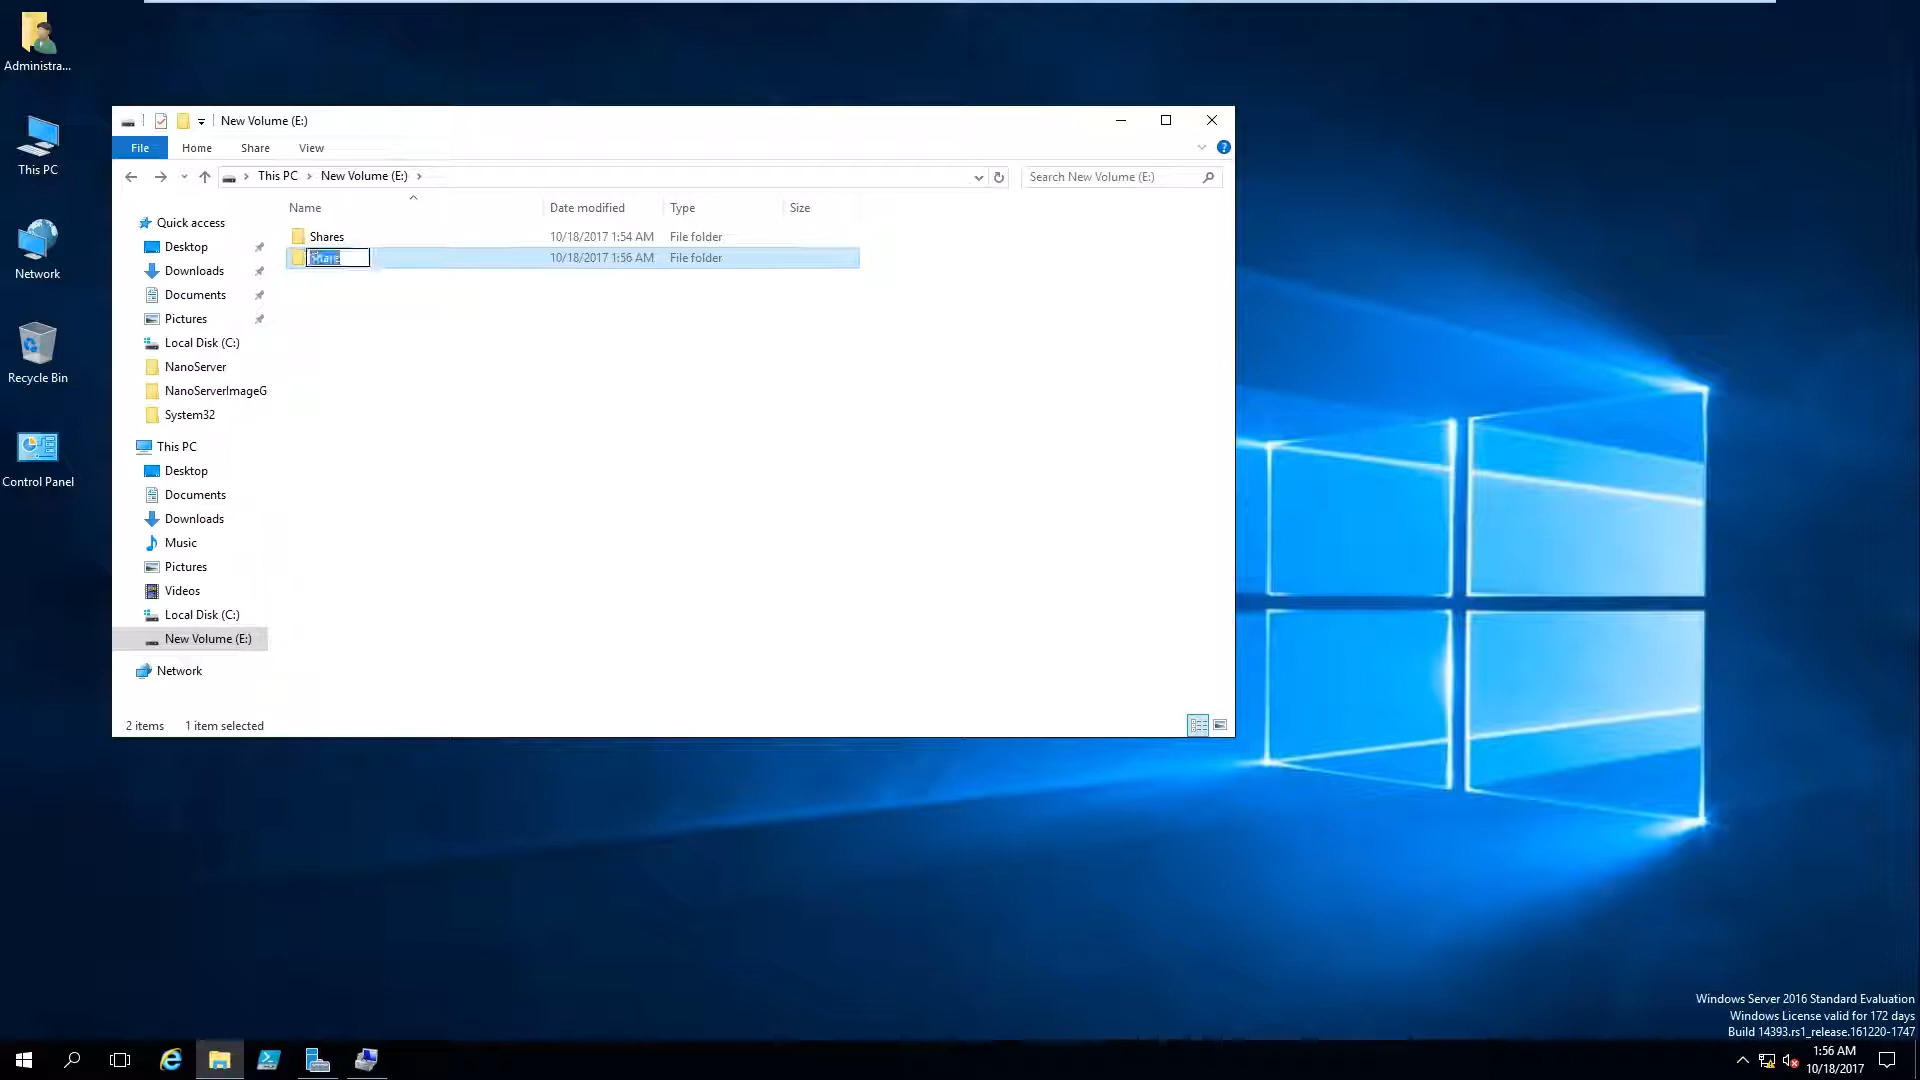 Administra...
This PC
Network
Recycle Bin
Control Panel
New Volume (E:)
File Home Share View
This PC New Volume (E:)
Search New Volume (E:)
Name Date modified Type Size
Shares 10/18/2017 1:54 AM File folder
Share 10/18/2017 1:56 AM File folder
Quick access
Desktop
Downloads
Documents
Pictures
Local Disk (C:)
NanoServer
NanoServerImageG
System32
This PC
Desktop
Documents
Downloads
Music
Pictures
Videos
Local Disk (C:)
New Volume (E:)
Network
2 items 1 item selected
Windows Server 2016 Standard Evaluation
Windows License valid for 172 days
Build 14393.rs1_release.161220-1747
1:56 AM
10/18/2017